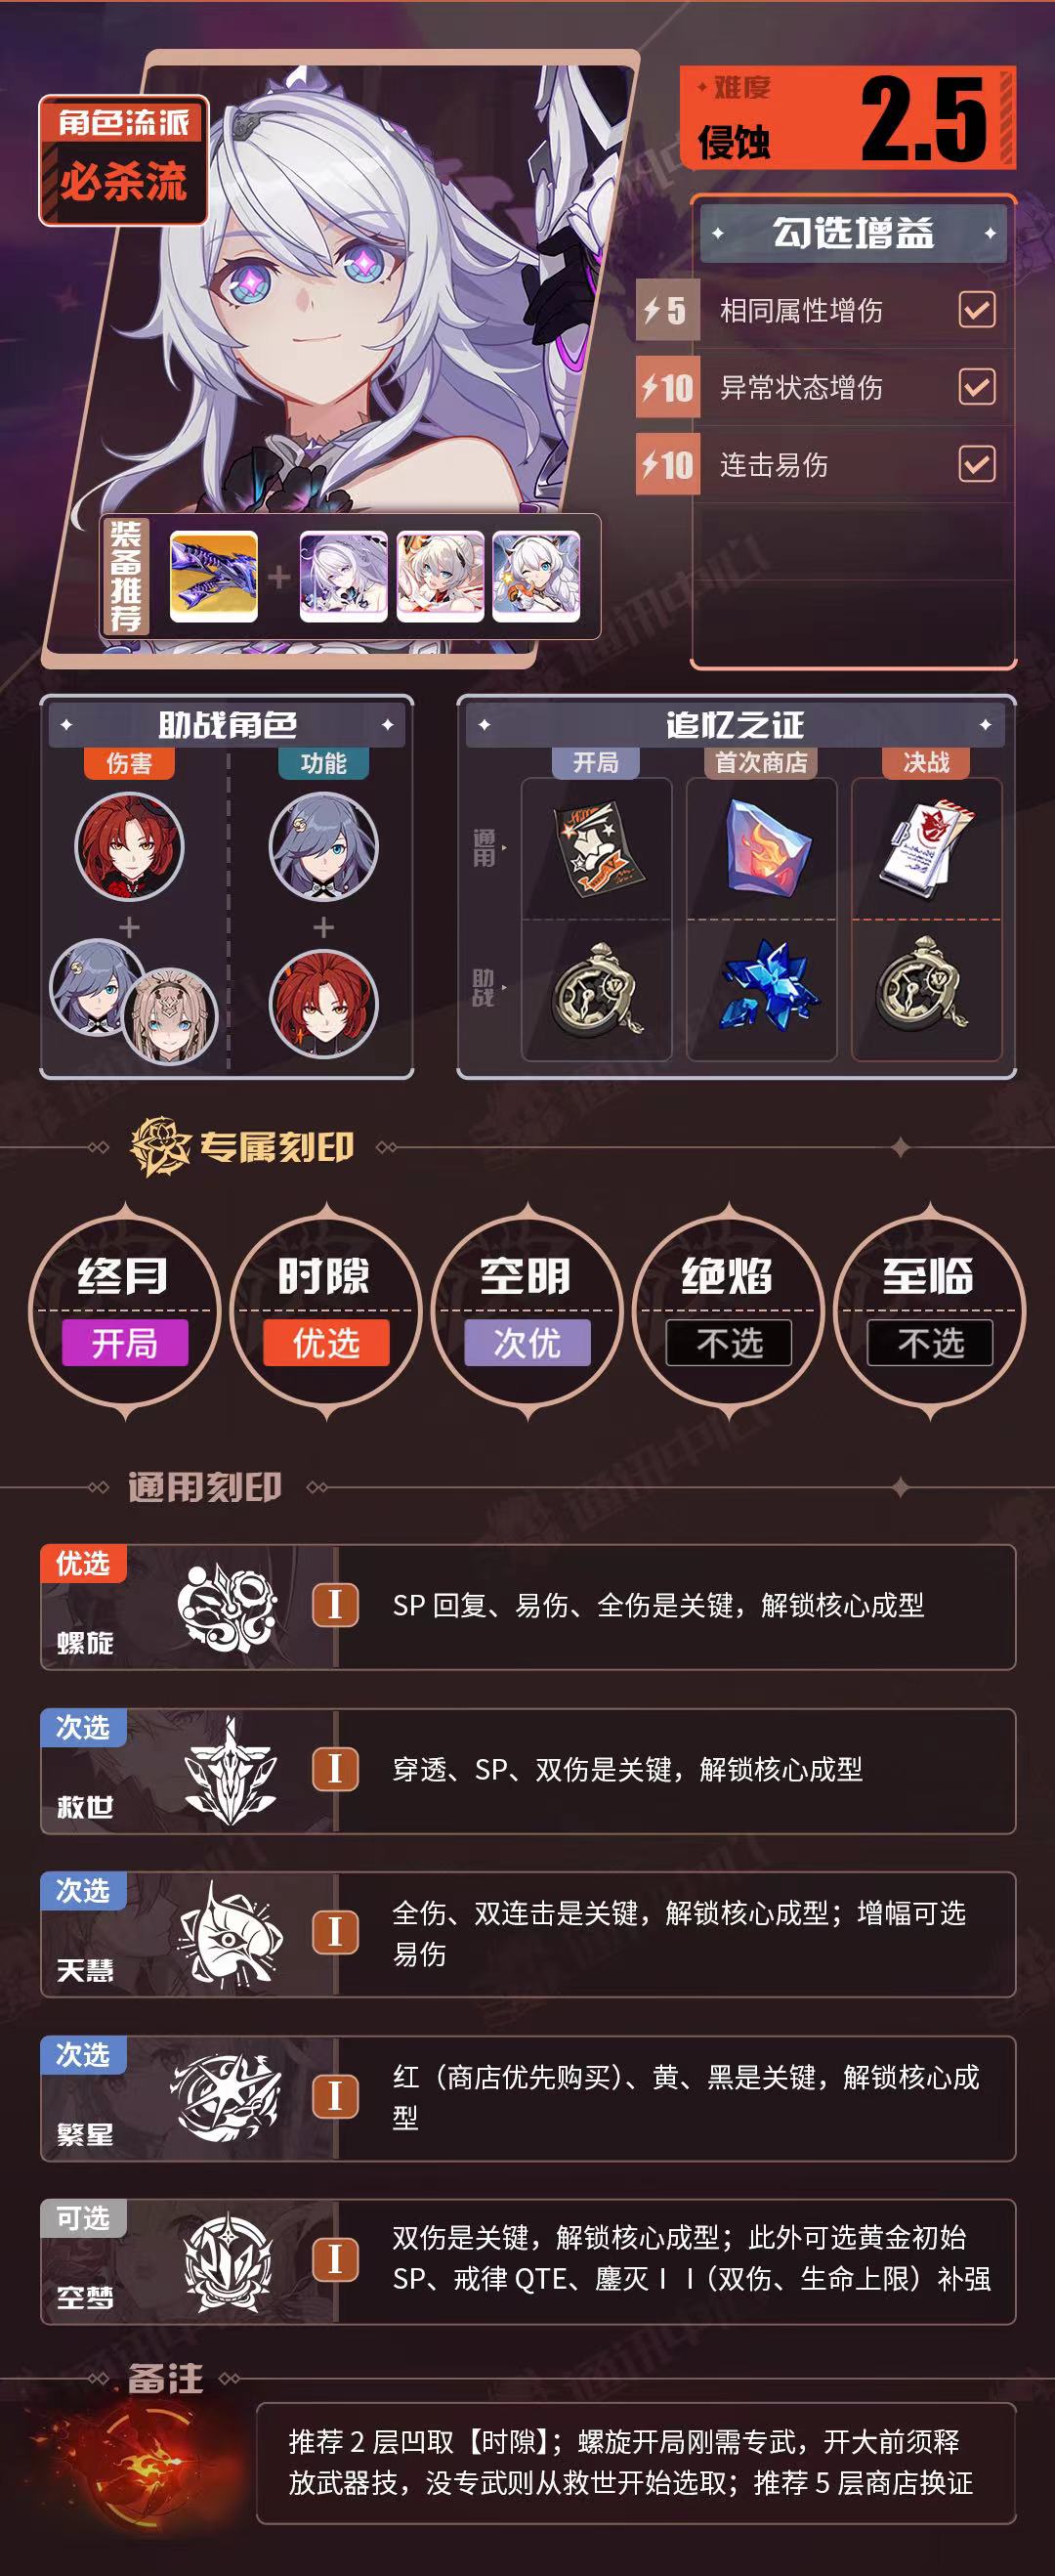 角色流派
必杀流
难度
侵蚀
2.5
勾选增益
5 相同属性增伤
10 异常状态增伤
10 连击易伤
装备推荐
助战角色
伤害
功能
追忆之证
开局
首次商店
决战
通用
助战
专属刻印
终月
开局
时隙
优选
空明
次优
绝焰
不选
至临
不选
通用刻印
优选
螺旋
I
SP 回复、易伤、全伤是关键，解锁核心成型
次选
救世
I
穿透、SP、双伤是关键，解锁核心成型
次选
天慧
I
全伤、双连击是关键，解锁核心成型；增幅可选
易伤
次选
繁星
I
红（商店优先购买）、黄、黑是关键，解锁核心成
型
可选
空梦
I
双伤是关键，解锁核心成型；此外可选黄金初始
SP、戒律 QTE、鏖灭ⅠⅠ（双伤、生命上限）补强
备注
推荐 2 层凹取【时隙】；螺旋开局刚需专武，开大前须释
放武器技，没专武则从救世开始选取；推荐 5 层商店换证